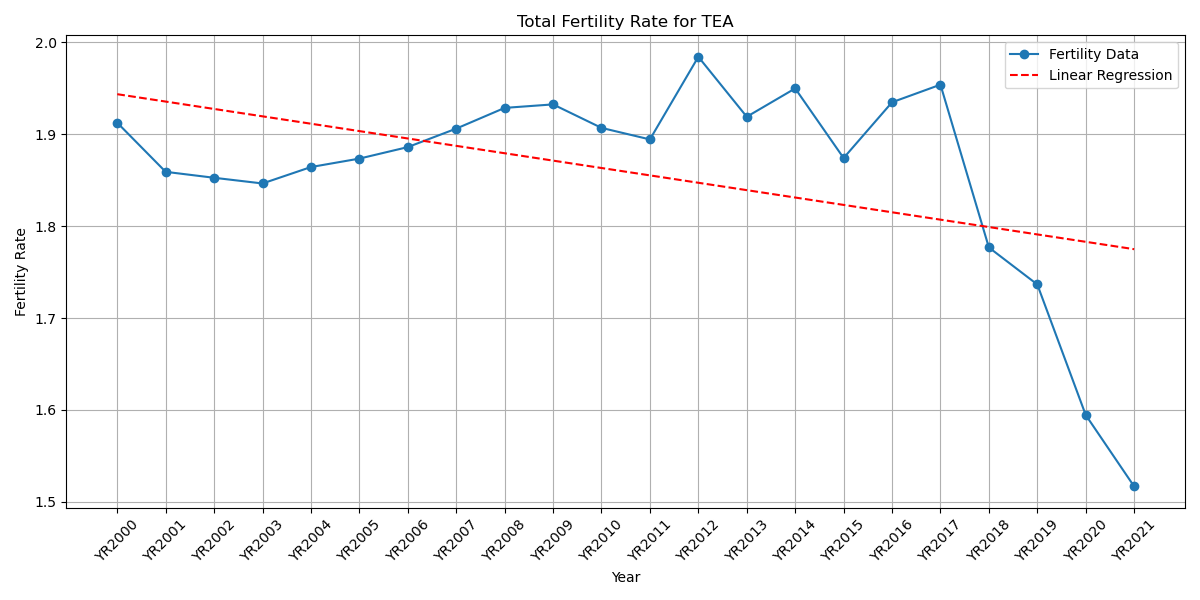 Total Fertility Rate for TEA
Fertility Data
Linear Regression
Fertility Rate
2.0
1.9
1.8
1.7
1.6
1.5
YR2000
YR2001
YR2002
YR2003
YR2004
YR2005
YR2006
YR2007
YR2008
YR2009
YR2010
YR2011
YR2012
YR2013
YR2014
YR2015
YR2016
YR2017
YR2018
YR2019
YR2020
YR2021
Year